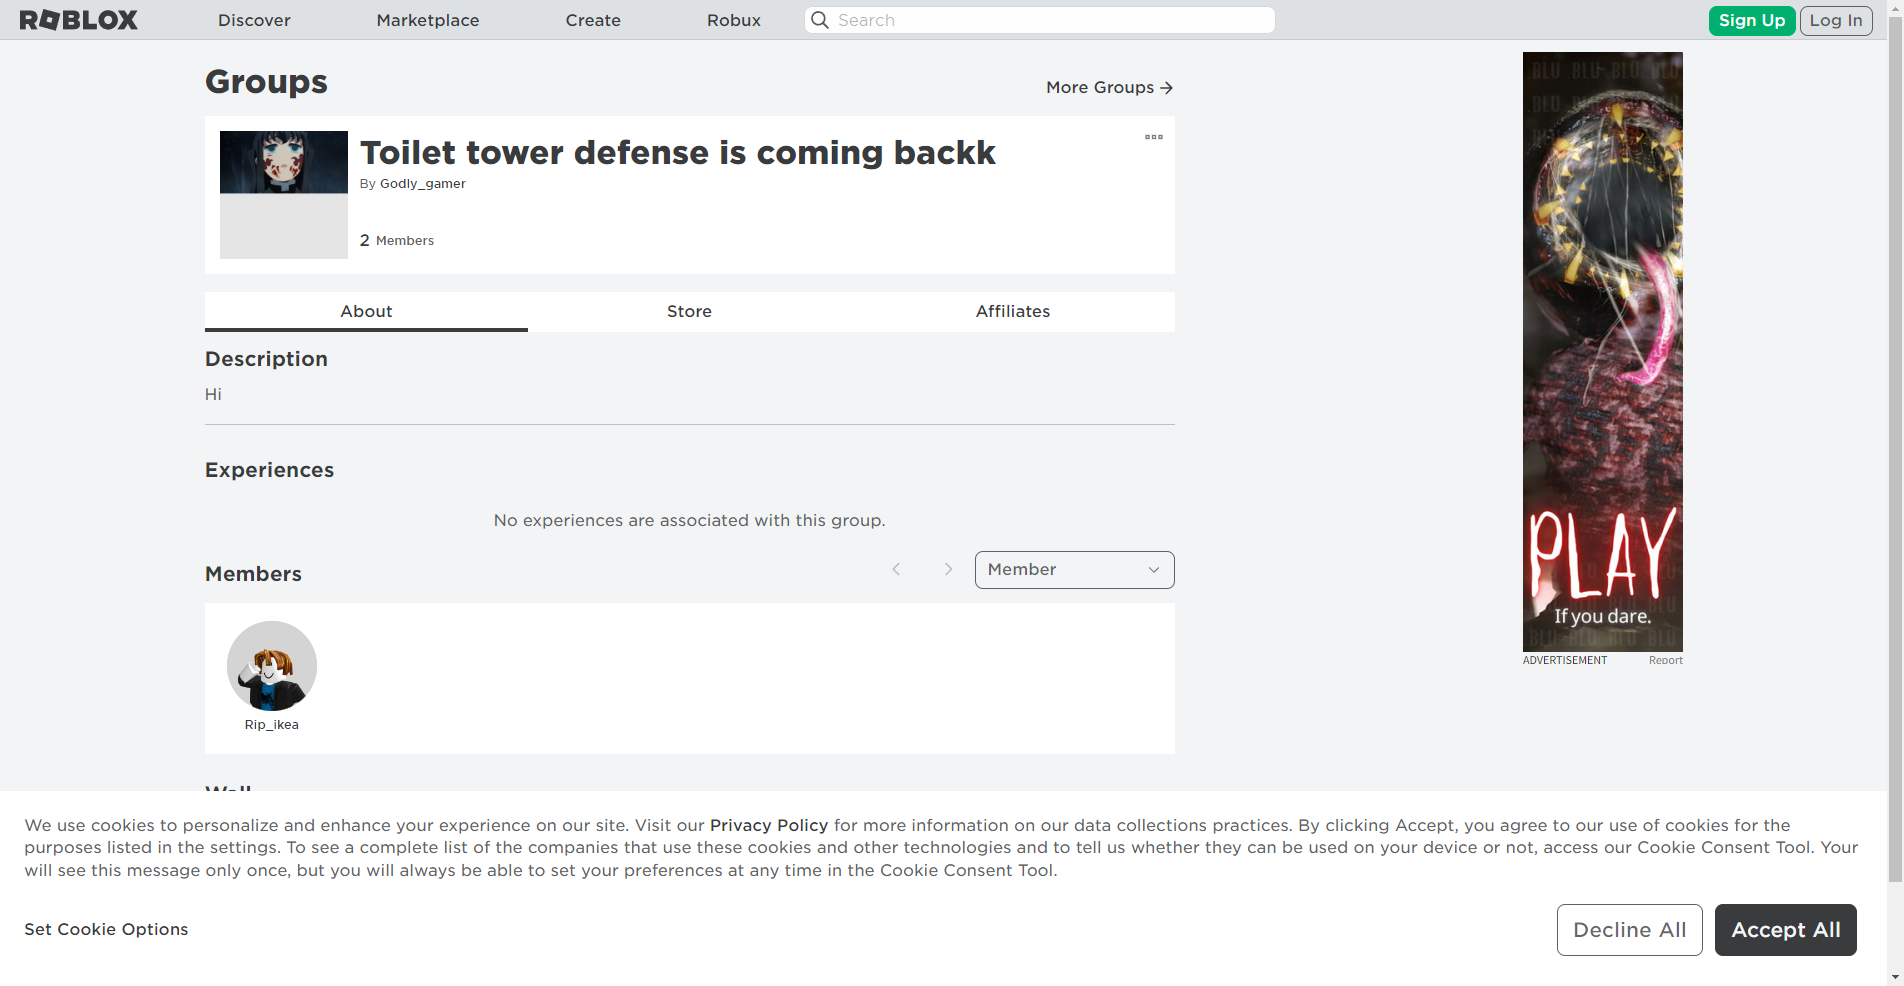 ROBLOX
Discover
Marketplace
Create
Robux
Search
Sign Up
Log In
Groups
More Groups
Toilet tower defense is coming backk
By Godly_gamer
2 Members
About
Store
Affiliates
Description
Hi
Experiences
No experiences are associated with this group.
Members
Member
Rip_ikea
Wall
BLU BLU BLU BLU
PLAY
If you dare.
BLU BLU BLU BLU
ADVERTISEMENT
Report
We use cookies to personalize and enhance your experience on our site. Visit our Privacy Policy for more information on our data collections practices. By clicking Accept, you agree to our use of cookies for the
purposes listed in the settings. To see a complete list of the companies that use these cookies and other technologies and to tell us whether they can be used on your device or not, access our Cookie Consent Tool. Your
will see this message only once, but you will always be able to set your preferences at any time in the Cookie Consent Tool.
Set Cookie Options
Decline All
Accept All